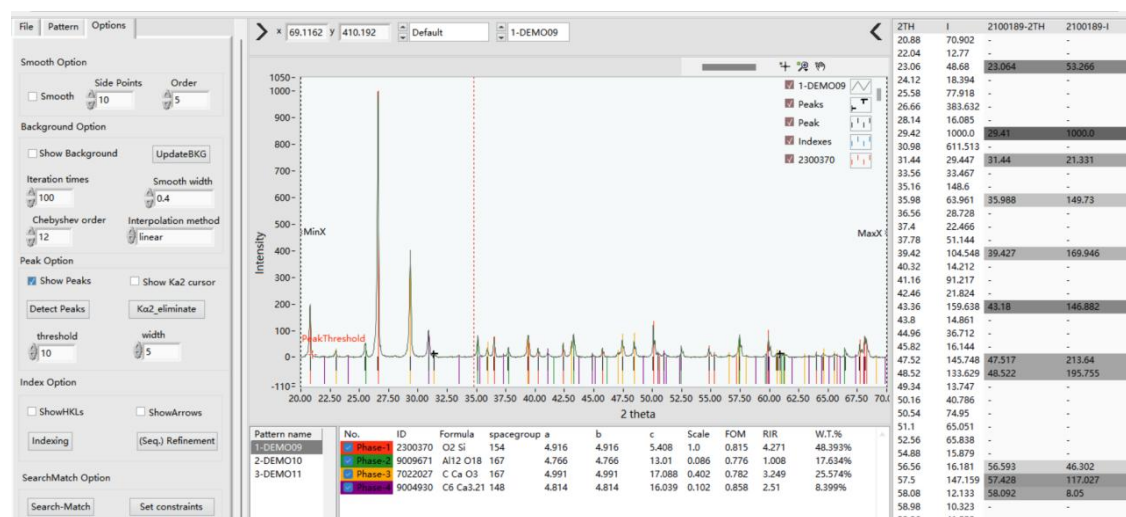 File Pattern Options
Smooth Option
Side Points Order
Smooth 10 5
Background Option
Show Background UpdateBKG
Iteration times Smooth width
100 0.4
Chebyshev order Interpolation method
12 linear
Peak Option
Show Peaks Show Ka2 cursor
Detect Peaks Kα2_eliminate
threshold width
10 5
Index Option
ShowHKLs ShowArrows
Indexing (Seq.) Refinement
SearchMatch Option
Search-Match Set constraints
x 69.1162 y 410.192 Default 1-DEMO09
1-DEMO09
Peaks
Peak
Indexes
2300370
Intensity
1050
1000
900
800
700
600
500
400
300
200
100
0
-110
MinX MaxX
PeakThreshold
20.00 22.50 25.00 27.50 30.00 32.50 35.00 37.50 40.00 42.50 45.00 47.50 50.00 52.50 55.00 57.50 60.00 62.50 65.00 67.50 70.0
2 theta
Pattern name
1-DEMO09
2-DEMO10
3-DEMO11
No. ID Formula spacegroup a b c Scale FOM RIR W.T.%
Phase-1 2300370 O2 Si 154 4.916 4.916 5.408 1.0 0.815 4.271 48.393%
Phase-2 9009671 Al12 O18 167 4.766 4.766 13.01 0.086 0.776 1.008 17.634%
Phase-3 7022027 C Ca O3 167 4.991 4.991 17.088 0.402 0.782 3.249 25.574%
Phase-4 9004930 C6 Ca3.21 148 4.814 4.814 16.039 0.102 0.858 2.51 8.399%
2TH I 2100189-2TH 2100189-I
20.88 70.902 - -
22.04 12.77 - -
23.06 48.68 23.064 53.266
24.12 18.394 - -
25.58 77.918 - -
26.66 383.632 - -
28.14 16.085 - -
29.42 1000.0 29.41 1000.0
30.98 611.513 - -
31.44 29.447 31.44 21.331
33.56 33.467 - -
35.16 148.6 - -
35.98 63.961 35.988 149.73
36.56 28.728 - -
37.4 22.466 - -
37.78 51.144 - -
39.42 104.548 39.427 169.946
40.32 14.212 - -
41.16 91.217 - -
42.46 21.824 - -
43.36 159.638 43.18 146.882
43.8 14.861 - -
44.96 36.712 - -
45.82 16.144 - -
47.52 145.748 47.517 213.64
48.52 133.629 48.522 195.755
49.34 13.747 - -
50.16 40.786 - -
50.54 74.95 - -
51.1 65.051 - -
52.56 65.838 - -
54.88 15.879 - -
56.56 16.181 56.593 46.302
57.5 147.159 57.428 117.027
58.08 12.133 58.092 8.05
58.98 10.323 - -